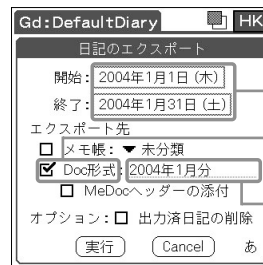 Gd:DefaultDiary HK
日記のエクスポート
開始: 2004年1月1日 (木)
終了: 2004年1月31日 (土)
エクスポート先
メモ帳: 未分類
Doc形式: 2004年1月分
MeDocヘッダーの添付
オプション: 出力済日記の削除
実行 Cancel あ